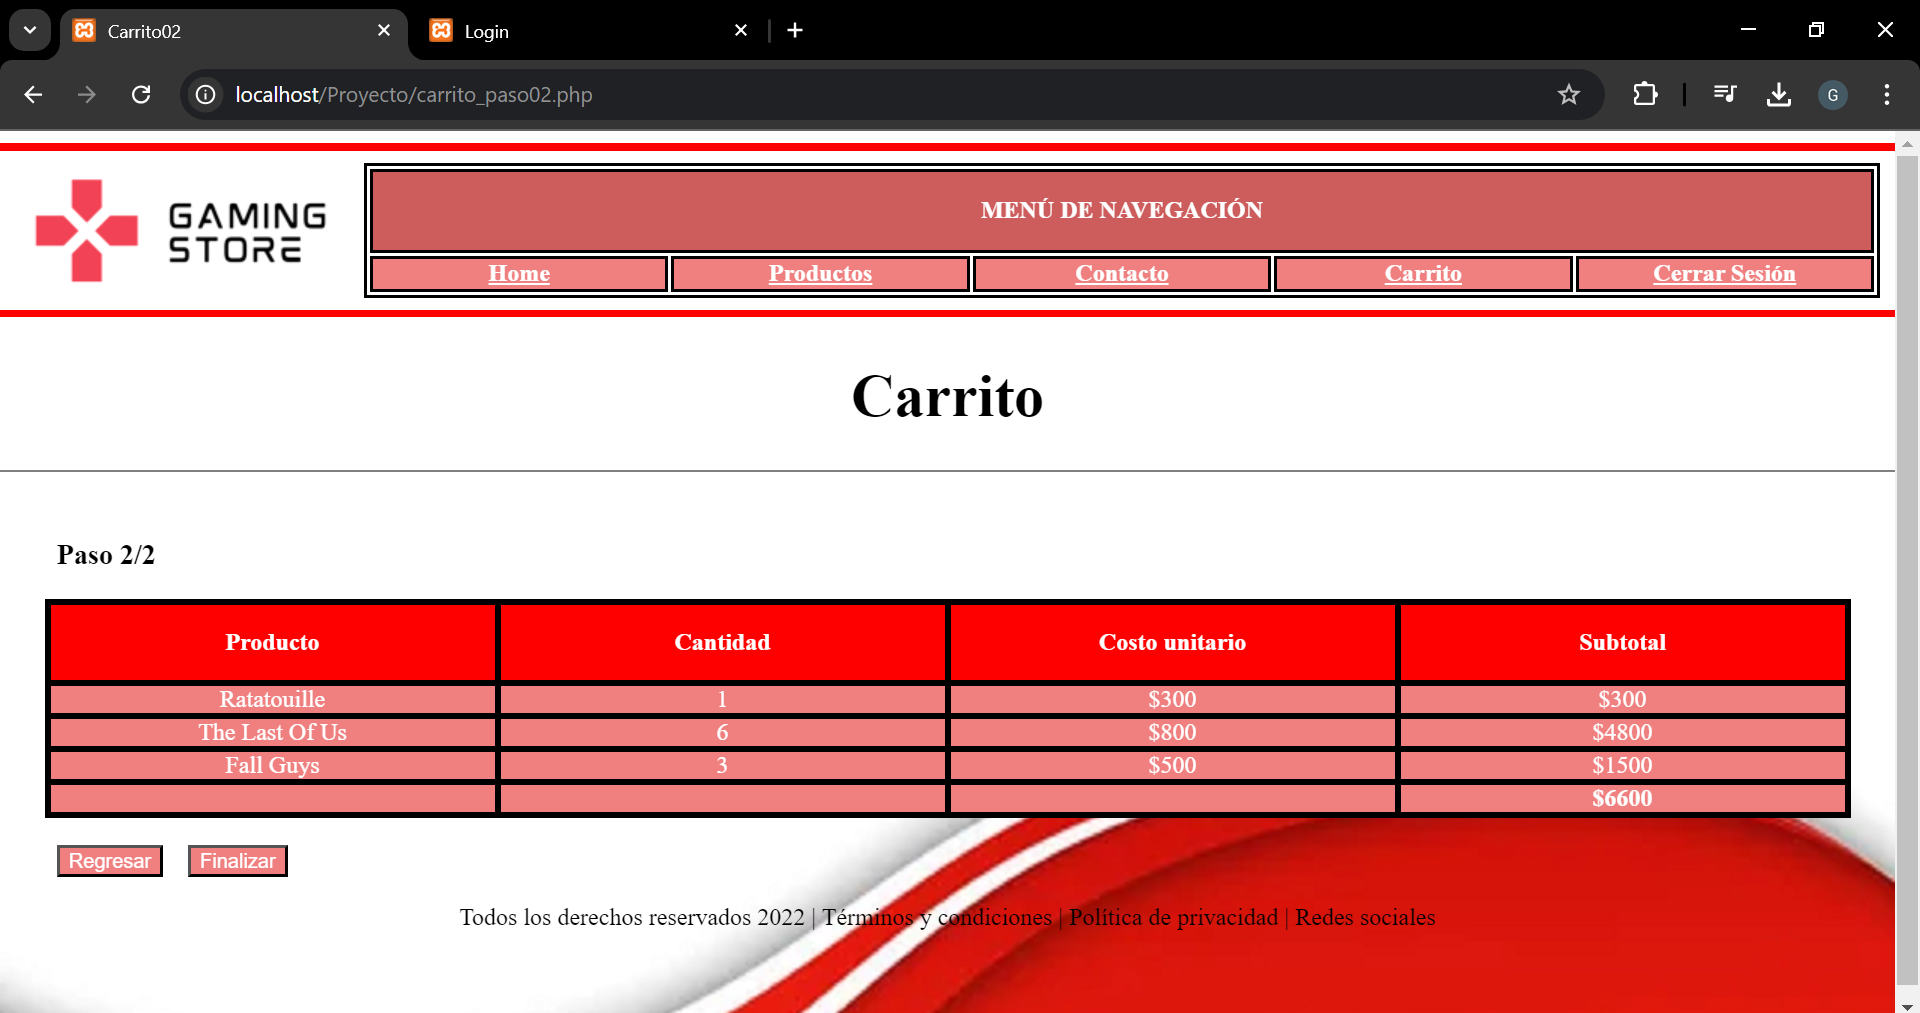 Carrito02
Login
localhost/Proyecto/carrito_paso02.php
G
GAMING
STORE
MENÚ DE NAVEGACIÓN
Home Productos Contacto Carrito Cerrar Sesión
Carrito
Paso 2/2
Producto Cantidad Costo unitario Subtotal
Ratatouille 1 $300 $300
The Last Of Us 6 $800 $4800
Fall Guys 3 $500 $1500
$6600
Regresar Finalizar
Todos los derechos reservados 2022 | Términos y condiciones | Política de privacidad | Redes sociales